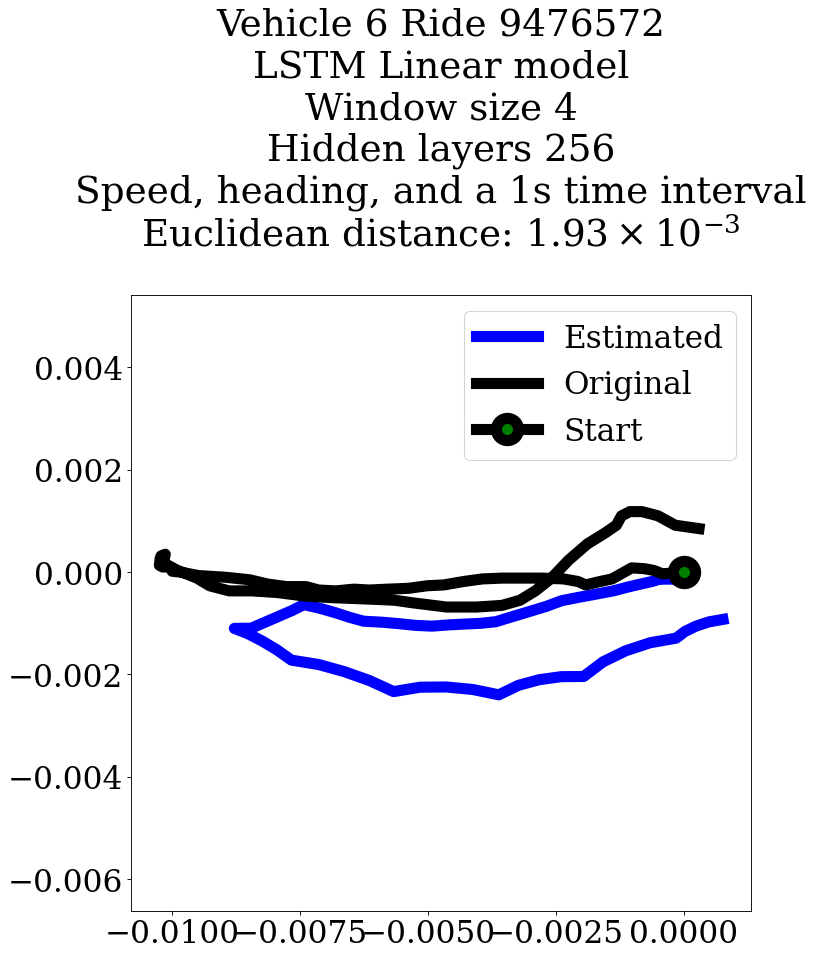 Vehicle 6 Ride 9476572
LSTM Linear model
Window size 4
Hidden layers 256
Speed, heading, and a 1s time interval
Euclidean distance: 1.93 × 10⁻³
Estimated
Original
Start
0.004
0.002
0.000
−0.002
−0.004
−0.006
−0.0100 −0.0075 −0.0050 −0.0025 0.0000